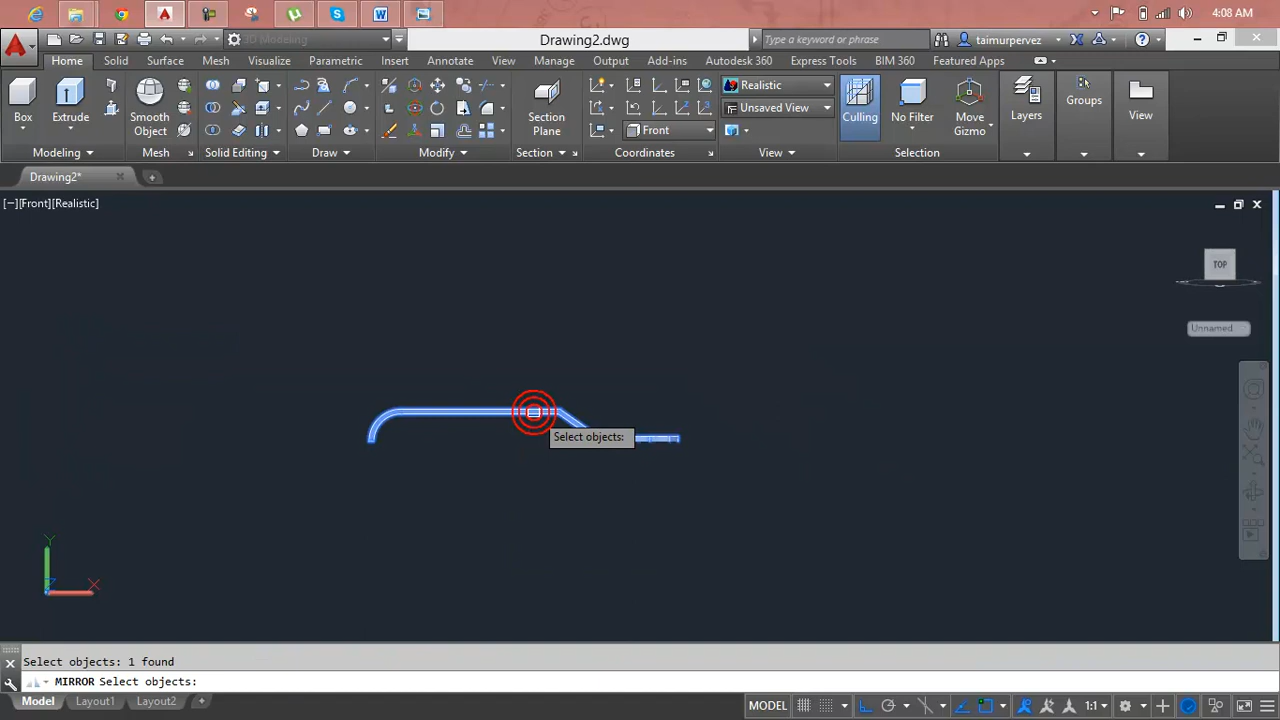 4:08 AM
3D Modeling
Drawing2.dwg
Type a keyword or phrase
taimurpervez
Home Solid Surface Mesh Visualize Parametric Insert Annotate View Manage Output Add-ins Autodesk 360 Express Tools BIM 360 Featured Apps
Box
Extrude
Smooth Object
Section Plane
Realistic
Unsaved View
Front
Culling
No Filter
Move Gizmo
Layers
Groups
View
Modeling Mesh Solid Editing Draw Modify Section Coordinates View Selection
Drawing2*
[−][Front][Realistic]
TOP
Unnamed
Select objects:
Y
X
Select objects: 1 found
MIRROR Select objects:
Model Layout1 Layout2 +
MODEL
1:1